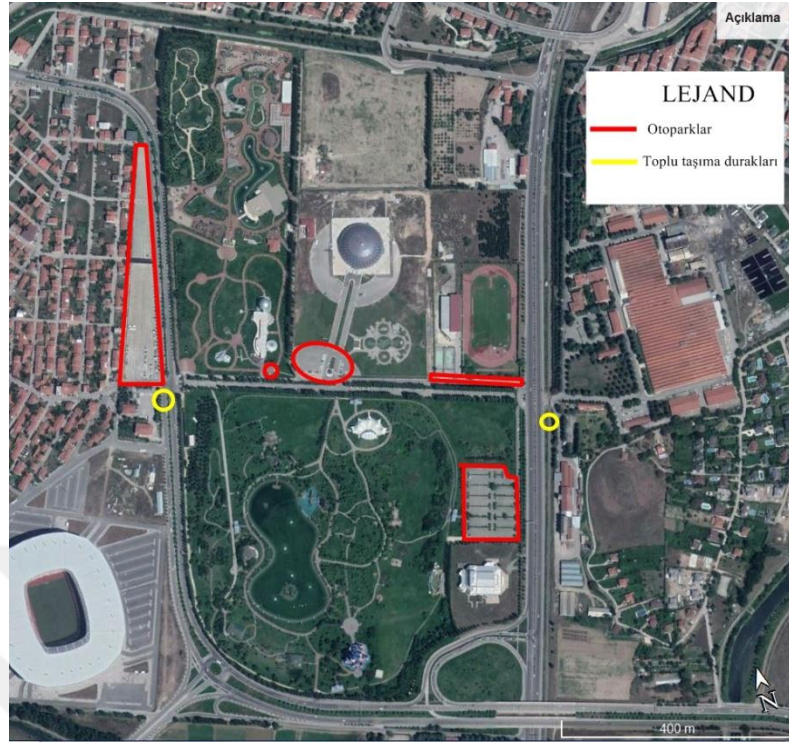 Açıklama
LEJAND
Otoparklar
Toplu taşıma durakları
N
400 m